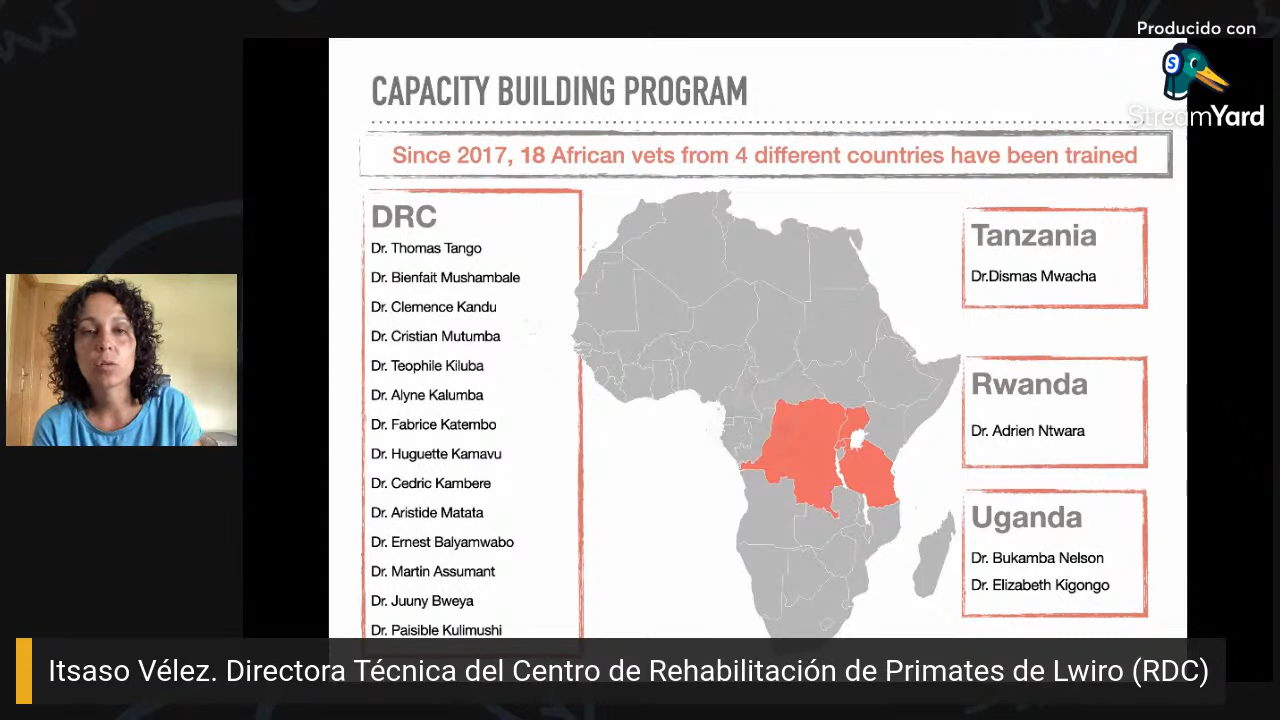 Producido con
StreamYard
CAPACITY BUILDING PROGRAM
Since 2017, 18 African vets from 4 different countries have been trained
DRC
Dr. Thomas Tango
Dr. Bienfait Mushambale
Dr. Clemence Kandu
Dr. Cristian Mutumba
Dr. Teophile Kiluba
Dr. Alyne Kalumba
Dr. Fabrice Katembo
Dr. Huguette Kamavu
Dr. Cedric Kambere
Dr. Aristide Matata
Dr. Ernest Balyamwabo
Dr. Martin Assumant
Dr. Juuny Bweya
Dr. Paisible Kulimushi
Tanzania
Dr.Dismas Mwacha
Rwanda
Dr. Adrien Ntwara
Uganda
Dr. Bukamba Nelson
Dr. Elizabeth Kigongo
Itsaso Vélez. Directora Técnica del Centro de Rehabilitación de Primates de Lwiro (RDC)